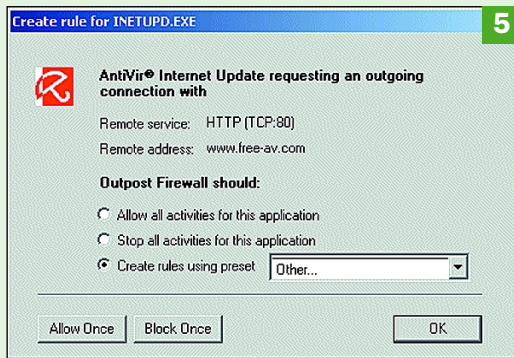 Create rule for INETUPD.EXE
5
AntiVir® Internet Update requesting an outgoing
connection with
Remote service: HTTP (TCP:80)
Remote address: www.free-av.com
Outpost Firewall should:
Allow all activities for this application
Stop all activities for this application
Create rules using preset Other...
Allow Once Block Once OK